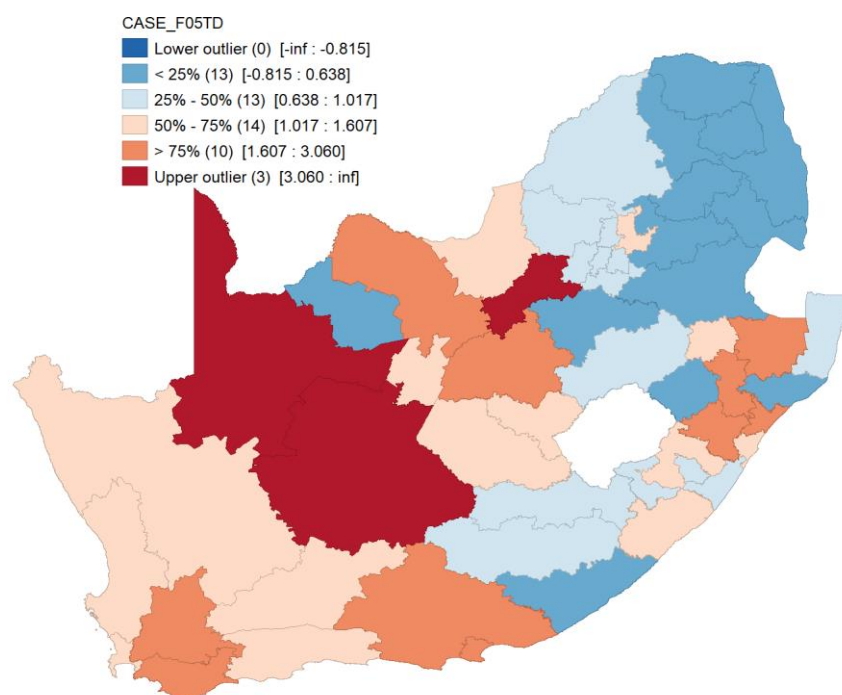 CASE_F05TD
Lower outlier (0) [-inf : -0.815]
< 25% (13) [-0.815 : 0.638]
25% - 50% (13) [0.638 : 1.017]
50% - 75% (14) [1.017 : 1.607]
> 75% (10) [1.607 : 3.060]
Upper outlier (3) [3.060 : inf]